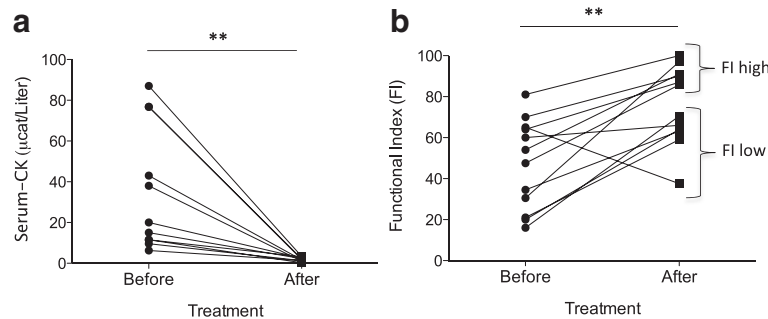 a
**
Serum-CK (μcat/Liter)
100
80
60
40
20
0
Before
After
Treatment
b
**
Functional Index (FI)
100
80
60
40
20
0
FI high
FI low
Before
After
Treatment